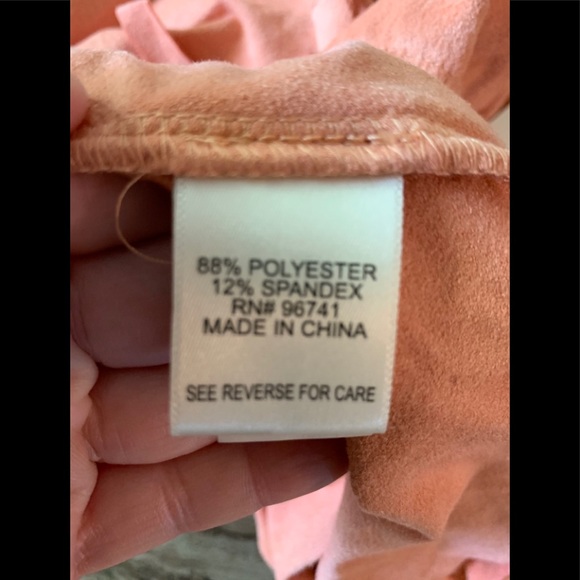 88% POLYESTER
12% SPANDEX
RN# 96741
MADE IN CHINA
SEE REVERSE FOR CARE